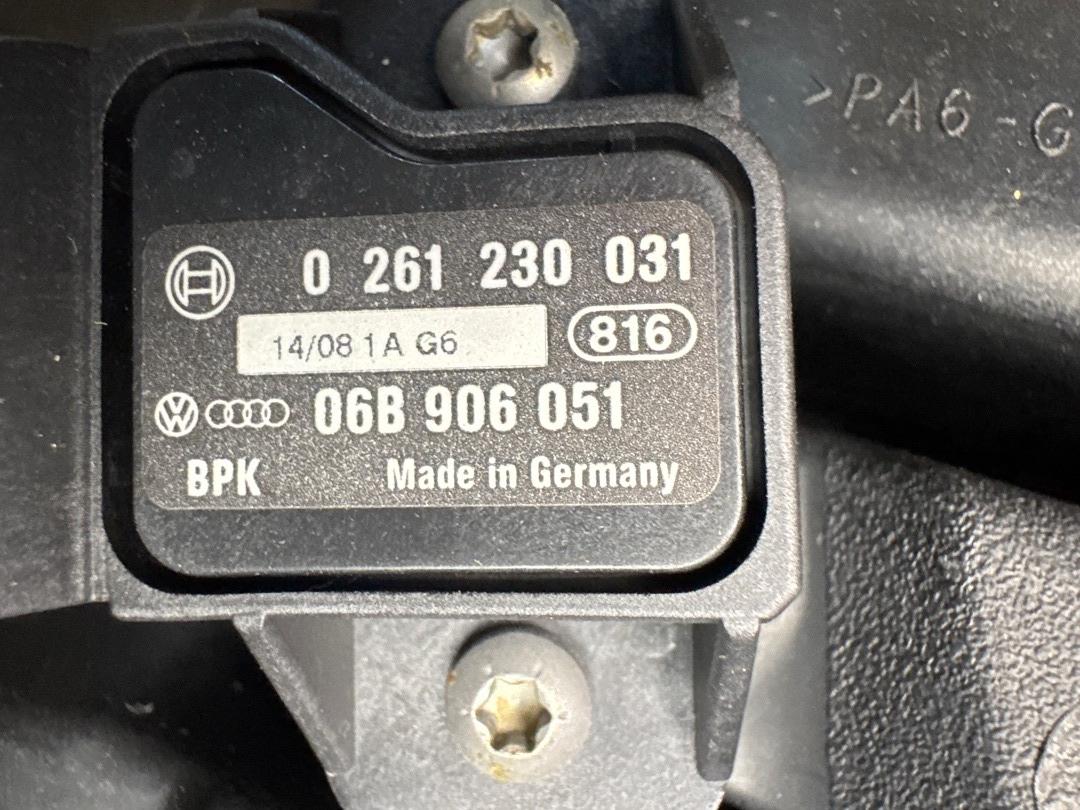 >PA6-G
0 261 230 031
14/08 1A G6
816
06B 906 051
BPK Made in Germany